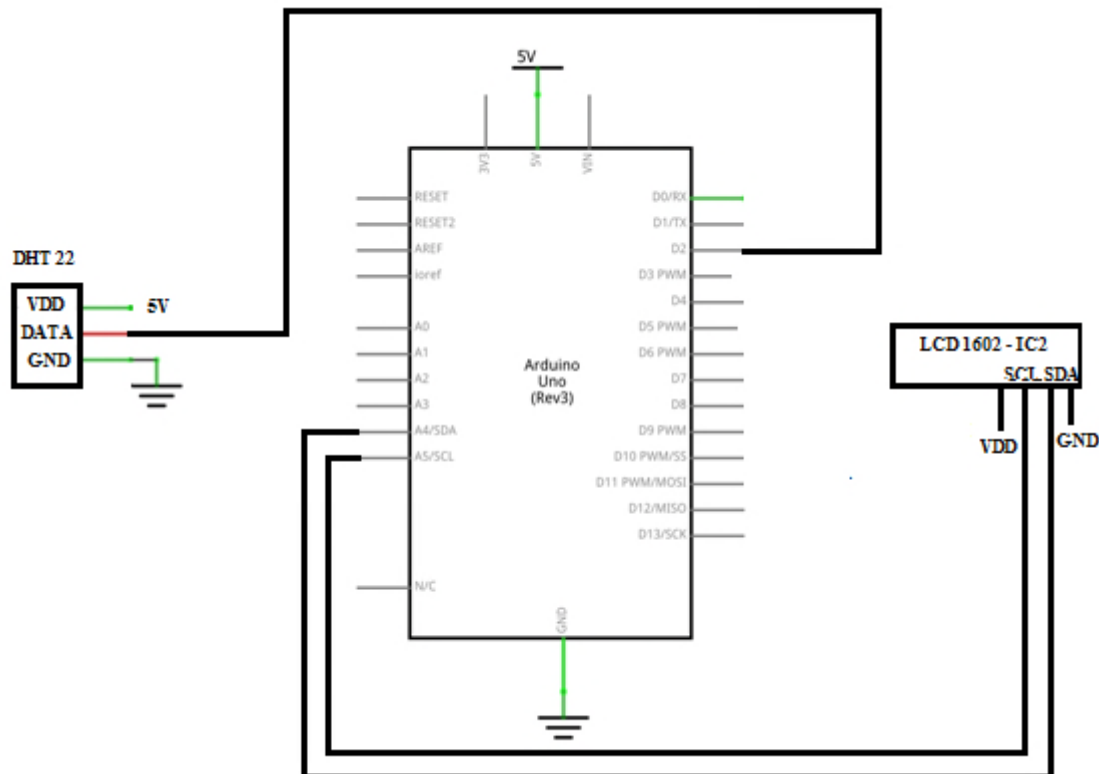 5V
3V3
5V
VIN
RESET
RESET2
AREF
ioref
A0
A1
A2
A3
A4/SDA
A5/SCL
N/C
D0/RX
D1/TX
D2
D3 PWM
D4
D5 PWM
D6 PWM
D7
D8
D9 PWM
D10 PWM/SS
D11 PWM/MOSI
D12/MISO
D13/SCK
Arduino
Uno
(Rev3)
GND
DHT 22
VDD
5V
DATA
GND
LCD 1602 - IC2
SCL SDA
VDD
GND